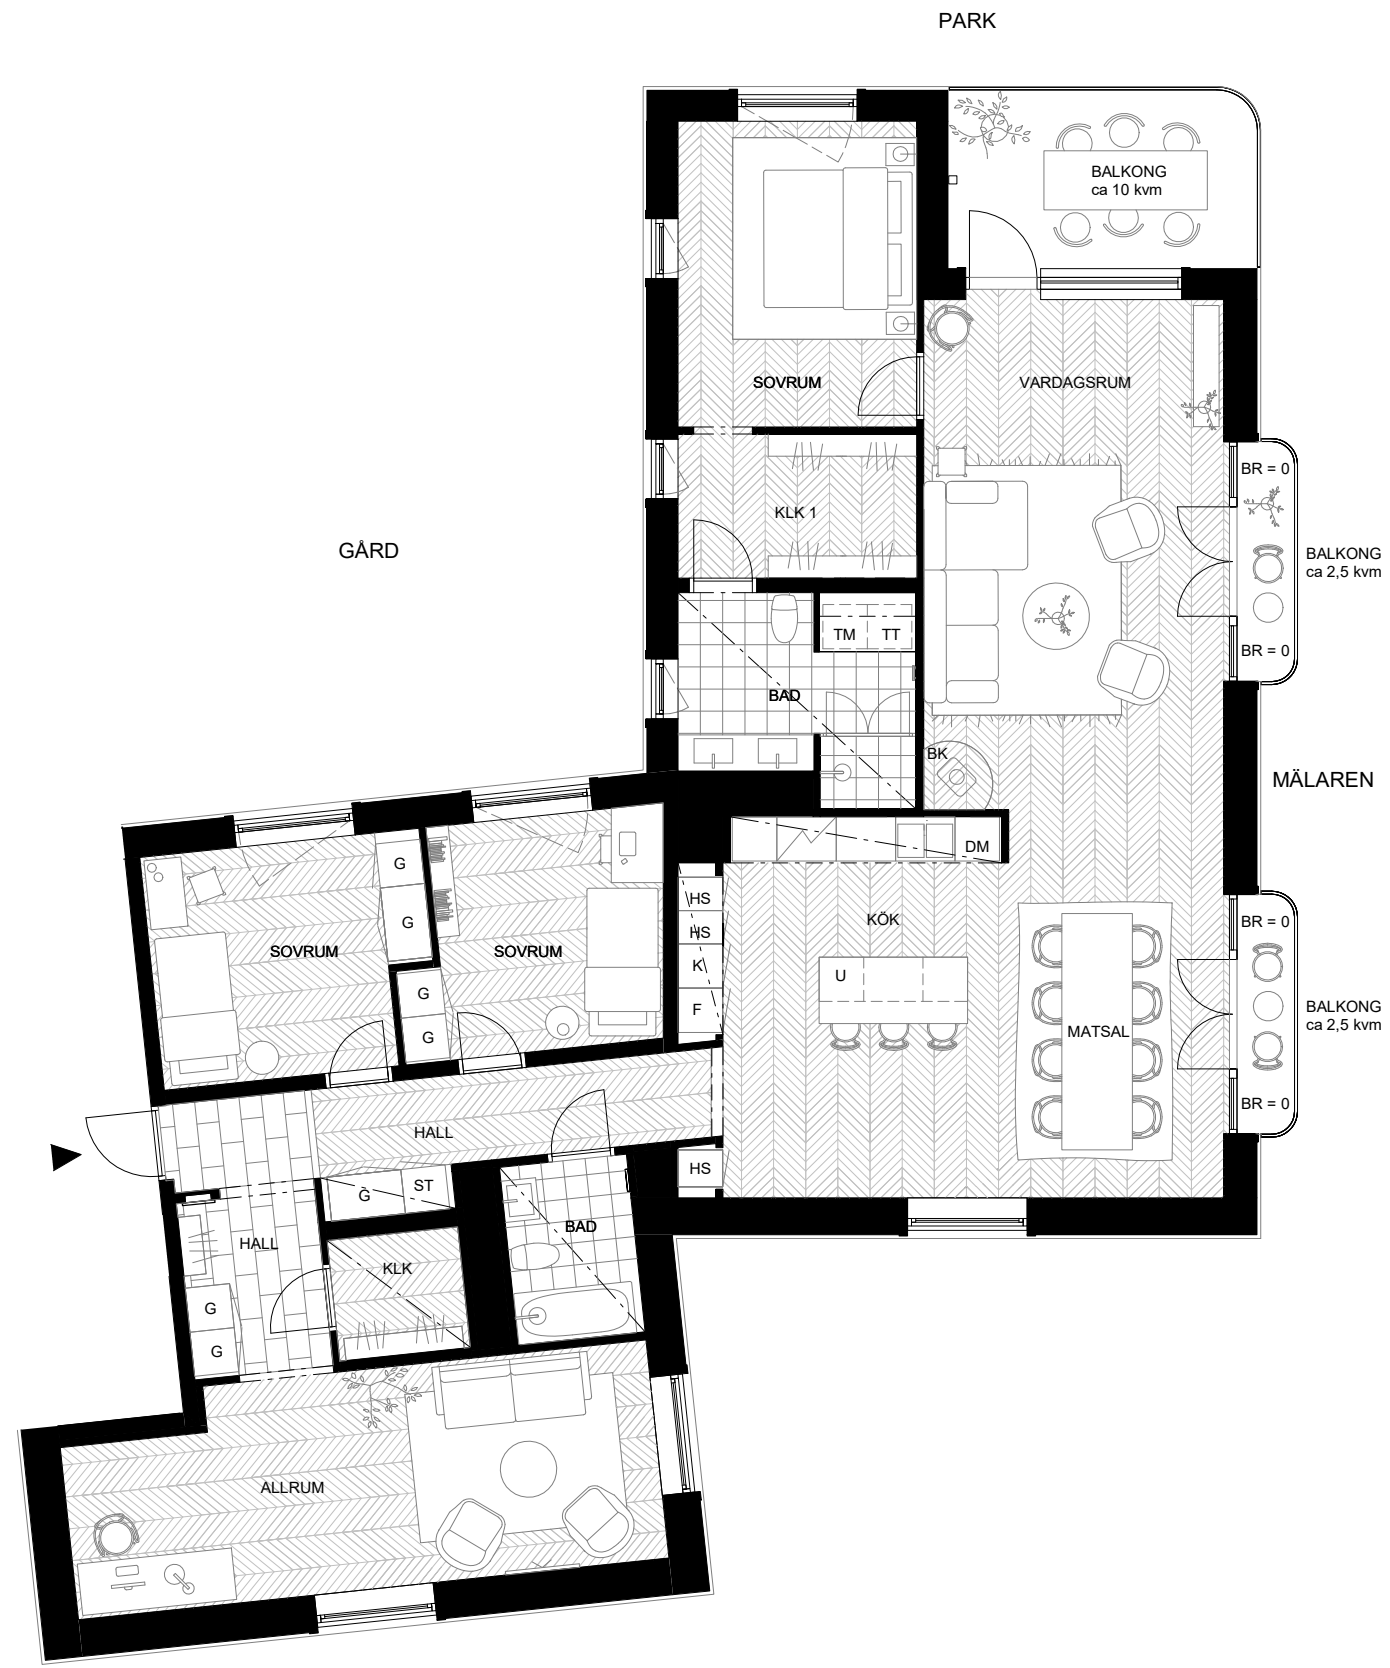 PARK
BALKONG
ca 10 kvm
SOVRUM
VARDAGSRUM
BR = 0
KLK 1
GÅRD
BALKONG
ca 2,5 kvm
TM
TT
BR = 0
BAD
BK
MÄLAREN
DM
G
HS
KÖK
BR = 0
G
HS
SOVRUM
SOVRUM
K
U
G
F
BALKONG
ca 2,5 kvm
G
MATSAL
BR = 0
HALL
HS
G
ST
BAD
HALL
KLK
G
G
ALLRUM